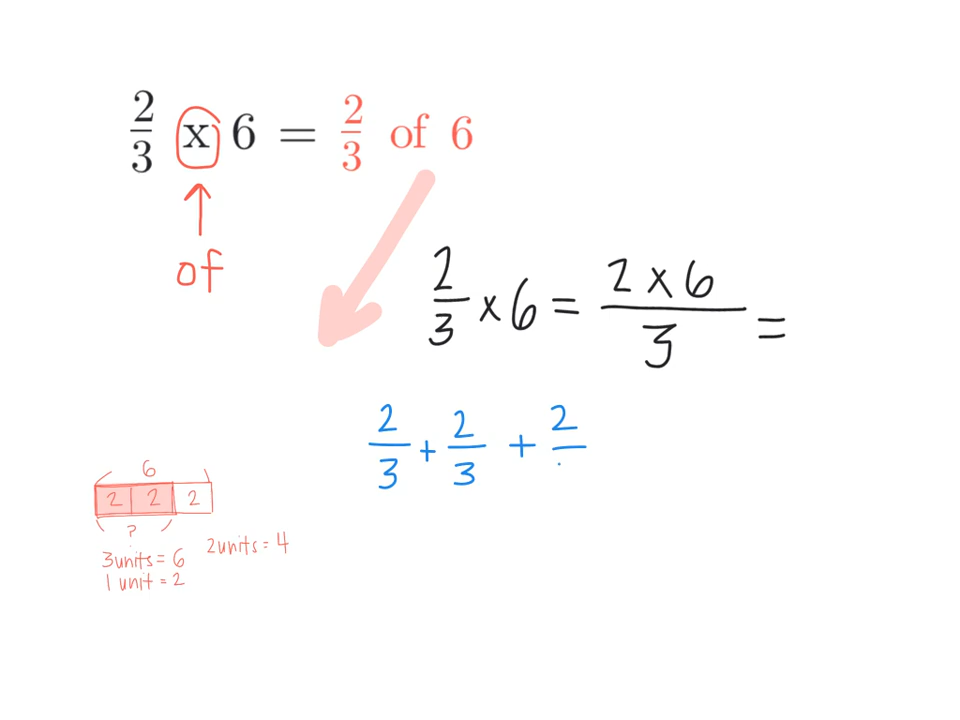 2/3 x 6 = 2/3 of 6
of
2/3 x 6 = 2 x 6/3 =
2/3 + 2/3 + 2/
6
2 2 2
?
3 units = 6 2 units = 4
1 unit = 2